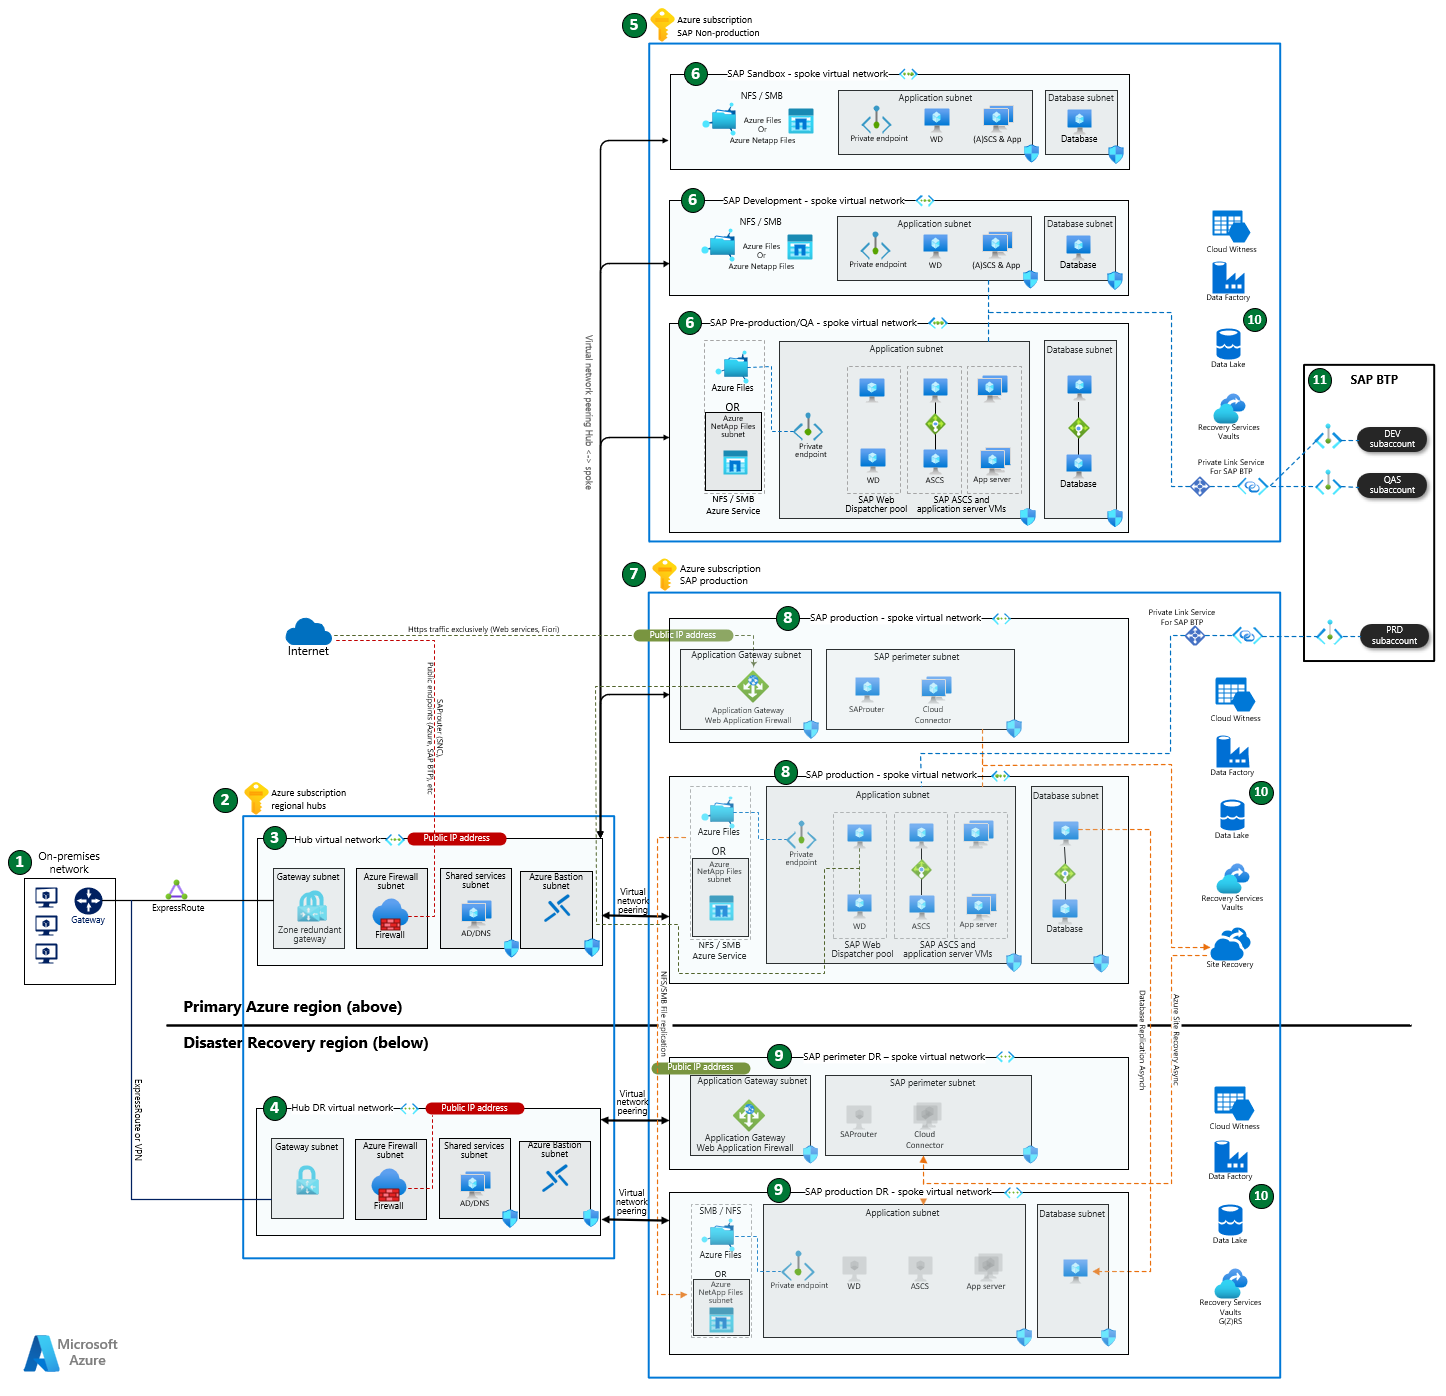 5
Azure subscription
SAP Non-production
6
SAP Sandbox - spoke virtual network
NFS / SMB
Azure Files
Or
Azure Netapp Files
Application subnet
Private endpoint
WD
(A)SCS & App
Database subnet
Database
6
SAP Development - spoke virtual network
NFS / SMB
Azure Files
Or
Azure Netapp Files
Application subnet
Private endpoint
WD
(A)SCS & App
Database subnet
Database
6
SAP Pre-production/QA - spoke virtual network
Azure Files
OR
Azure
NetApp Files
subnet
NFS / SMB
Azure Service
Application subnet
Private
endpoint
WD
SAP Web
Dispatcher pool
ASCS
App server
SAP ASCS and
application server VMs
Database subnet
Database
Cloud Witness
Data Factory
10
Data Lake
Recovery Services
Vaults
Private Link Service
For SAP BTP
11
SAP BTP
DEV
subaccount
QAS
subaccount
PRD
subaccount
Virtual network peering Hub <-> spoke
7
Azure subscription
SAP production
8
SAP production - spoke virtual network
Internet
Https traffic exclusively (Web services, Fiori)
Public IP address
Application Gateway subnet
Application Gateway
Web Application Firewall
SAP perimeter subnet
SAProuter
Cloud
Connector
Private Link Service
For SAP BTP
SAProuter (SNC),
Public endpoints (Azure, SAP BTP), etc
8
SAP production - spoke virtual network
Azure Files
OR
Azure
NetApp Files
subnet
NFS / SMB
Azure Service
Application subnet
Private
endpoint
WD
SAP Web
Dispatcher pool
ASCS
App server
SAP ASCS and
application server VMs
Database subnet
Database
Cloud Witness
Data Factory
10
Data Lake
Recovery Services
Vaults
Site Recovery
2
Azure subscription
regional hubs
3
Hub virtual network
Public IP address
Gateway subnet
Zone redundant
gateway
Azure Firewall
subnet
Firewall
Shared services
subnet
AD/DNS
Azure Bastion
subnet
1
On-premises
network
Gateway
ExpressRoute
Virtual
network
peering
NFS/SMB File replication
Database Replication Asynch
Azure Site Recovery Async
Primary Azure region (above)
Disaster Recovery region (below)
ExpressRoute or VPN
4
Hub DR virtual network
Public IP address
Gateway subnet
Azure Firewall
subnet
Firewall
Shared services
subnet
AD/DNS
Azure Bastion
subnet
Virtual
network
peering
Virtual
network
peering
9
SAP perimeter DR – spoke virtual network
Public IP address
Application Gateway subnet
Application Gateway
Web Application Firewall
SAP perimeter subnet
SAProuter
Cloud
Connector
9
SAP production DR - spoke virtual network
SMB / NFS
Azure Files
OR
Azure
NetApp Files
subnet
Application subnet
Private endpoint
WD
ASCS
App server
Database subnet
Cloud Witness
Data Factory
10
Data Lake
Recovery Services
Vaults
G(Z)RS
Microsoft
Azure